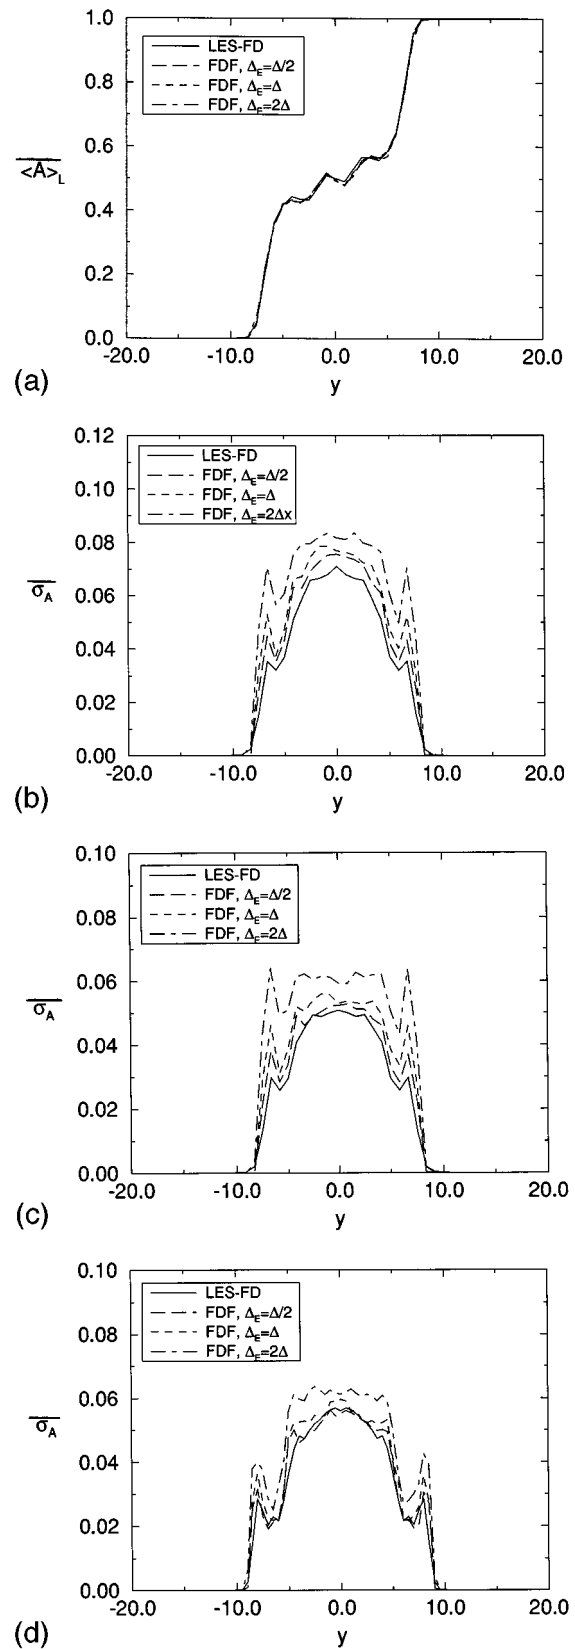 1.0
LES-FD
FDF, Δ_E=Δ/2
FDF, Δ_E=Δ
FDF, Δ_E=2Δ
0.8
0.6
<A>_L
0.4
0.2
0.0
-20.0 -10.0 0.0 10.0 20.0
(a)
y
0.12
LES-FD
FDF, Δ_E=Δ/2
FDF, Δ_E=Δ
FDF, Δ_E=2Δx
0.10
0.08
σ_A
0.06
0.04
0.02
0.00
-20.0 -10.0 0.0 10.0 20.0
(b)
y
0.10
LES-FD
FDF, Δ_E=Δ/2
FDF, Δ_E=Δ
FDF, Δ_E=2Δ
0.08
0.06
σ_A
0.04
0.02
0.00
-20.0 -10.0 0.0 10.0 20.0
(c)
y
0.10
LES-FD
FDF, Δ_E=Δ/2
FDF, Δ_E=Δ
FDF, Δ_E=2Δ
0.08
0.06
σ_A
0.04
0.02
0.00
-20.0 -10.0 0.0 10.0 20.0
(d)
y